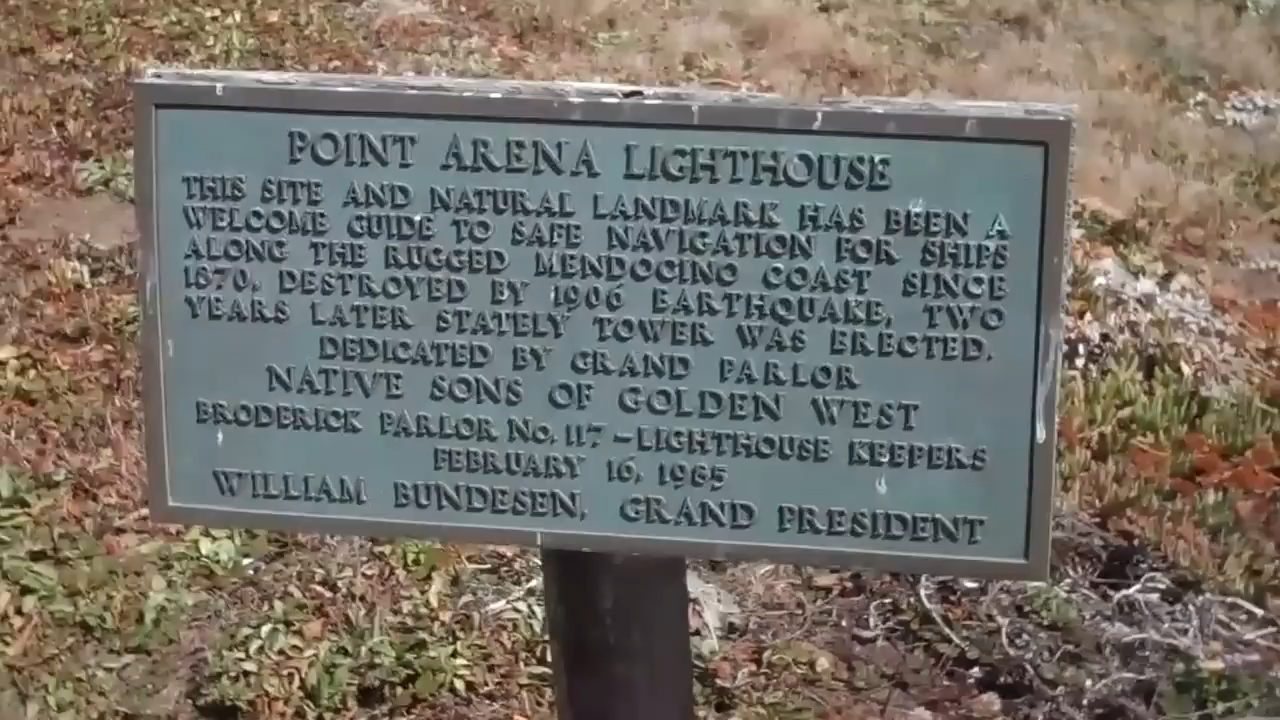 POINT ARENA LIGHTHOUSE
THIS SITE AND NATURAL LANDMARK HAS BEEN A
WELCOME GUIDE TO SAFE NAVIGATION FOR SHIPS
ALONG THE RUGGED MENDOCINO COAST SINCE
1870. DESTROYED BY 1906 EARTHQUAKE, TWO
YEARS LATER STATELY TOWER WAS ERECTED.
DEDICATED BY GRAND PARLOR
NATIVE SONS OF GOLDEN WEST
BRODERICK PARLOR No. 117 – LIGHTHOUSE KEEPERS
FEBRUARY 16, 1985
WILLIAM BUNDESEN, GRAND PRESIDENT